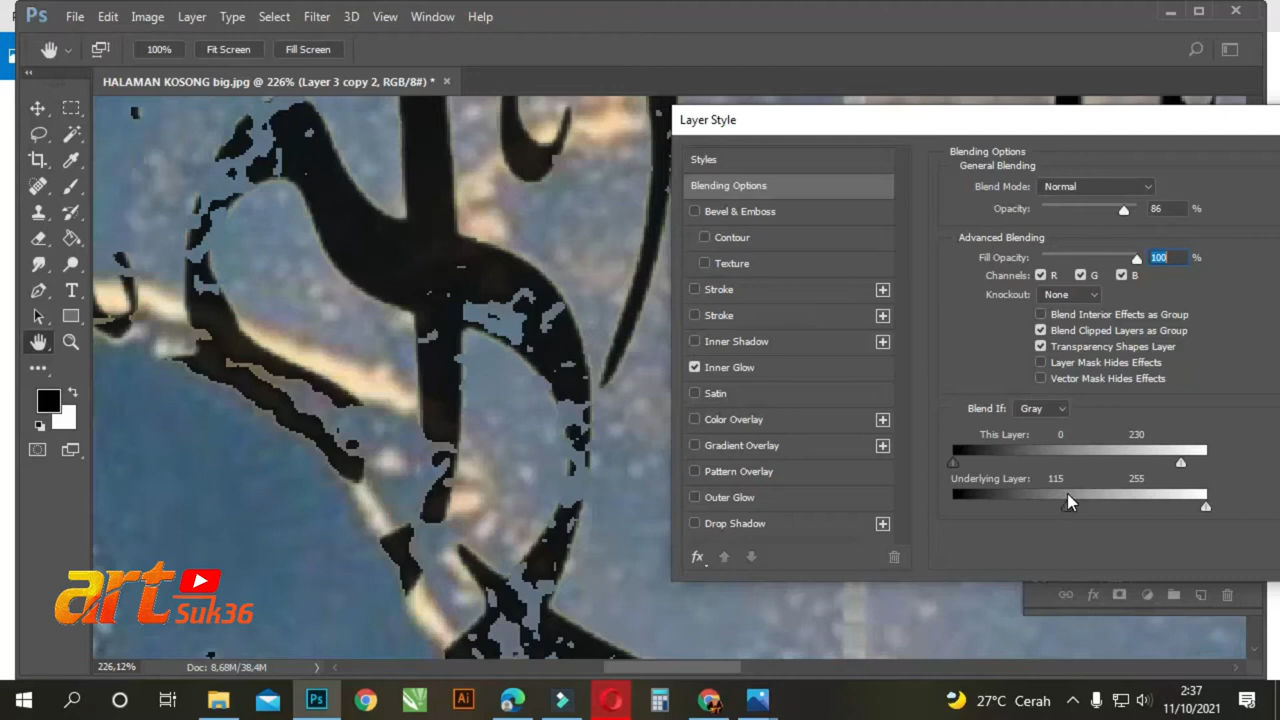 Ps File Edit Image Layer Type Select Filter 3D View Window Help
100% Fit Screen Fill Screen
HALAMAN KOSONG big.jpg @ 226% (Layer 3 copy 2, RGB/8#) * ×
Layer Style
Styles
Blending Options
Bevel & Emboss
Contour
Texture
Stroke
Stroke
Inner Shadow
Inner Glow
Satin
Color Overlay
Gradient Overlay
Pattern Overlay
Outer Glow
Drop Shadow
fx
Blending Options
General Blending
Blend Mode: Normal
Opacity: 86 %
Advanced Blending
Fill Opacity: 100 %
Channels: R G B
Knockout: None
Blend Interior Effects as Group
Blend Clipped Layers as Group
Transparency Shapes Layer
Layer Mask Hides Effects
Vector Mask Hides Effects
Blend If: Gray
This Layer: 0 230
Underlying Layer: 115 255
fx
art
Suk36
226,12% Doc: 8,68M/38,4M
Ai Ps
27°C Cerah
2:37
11/10/2021